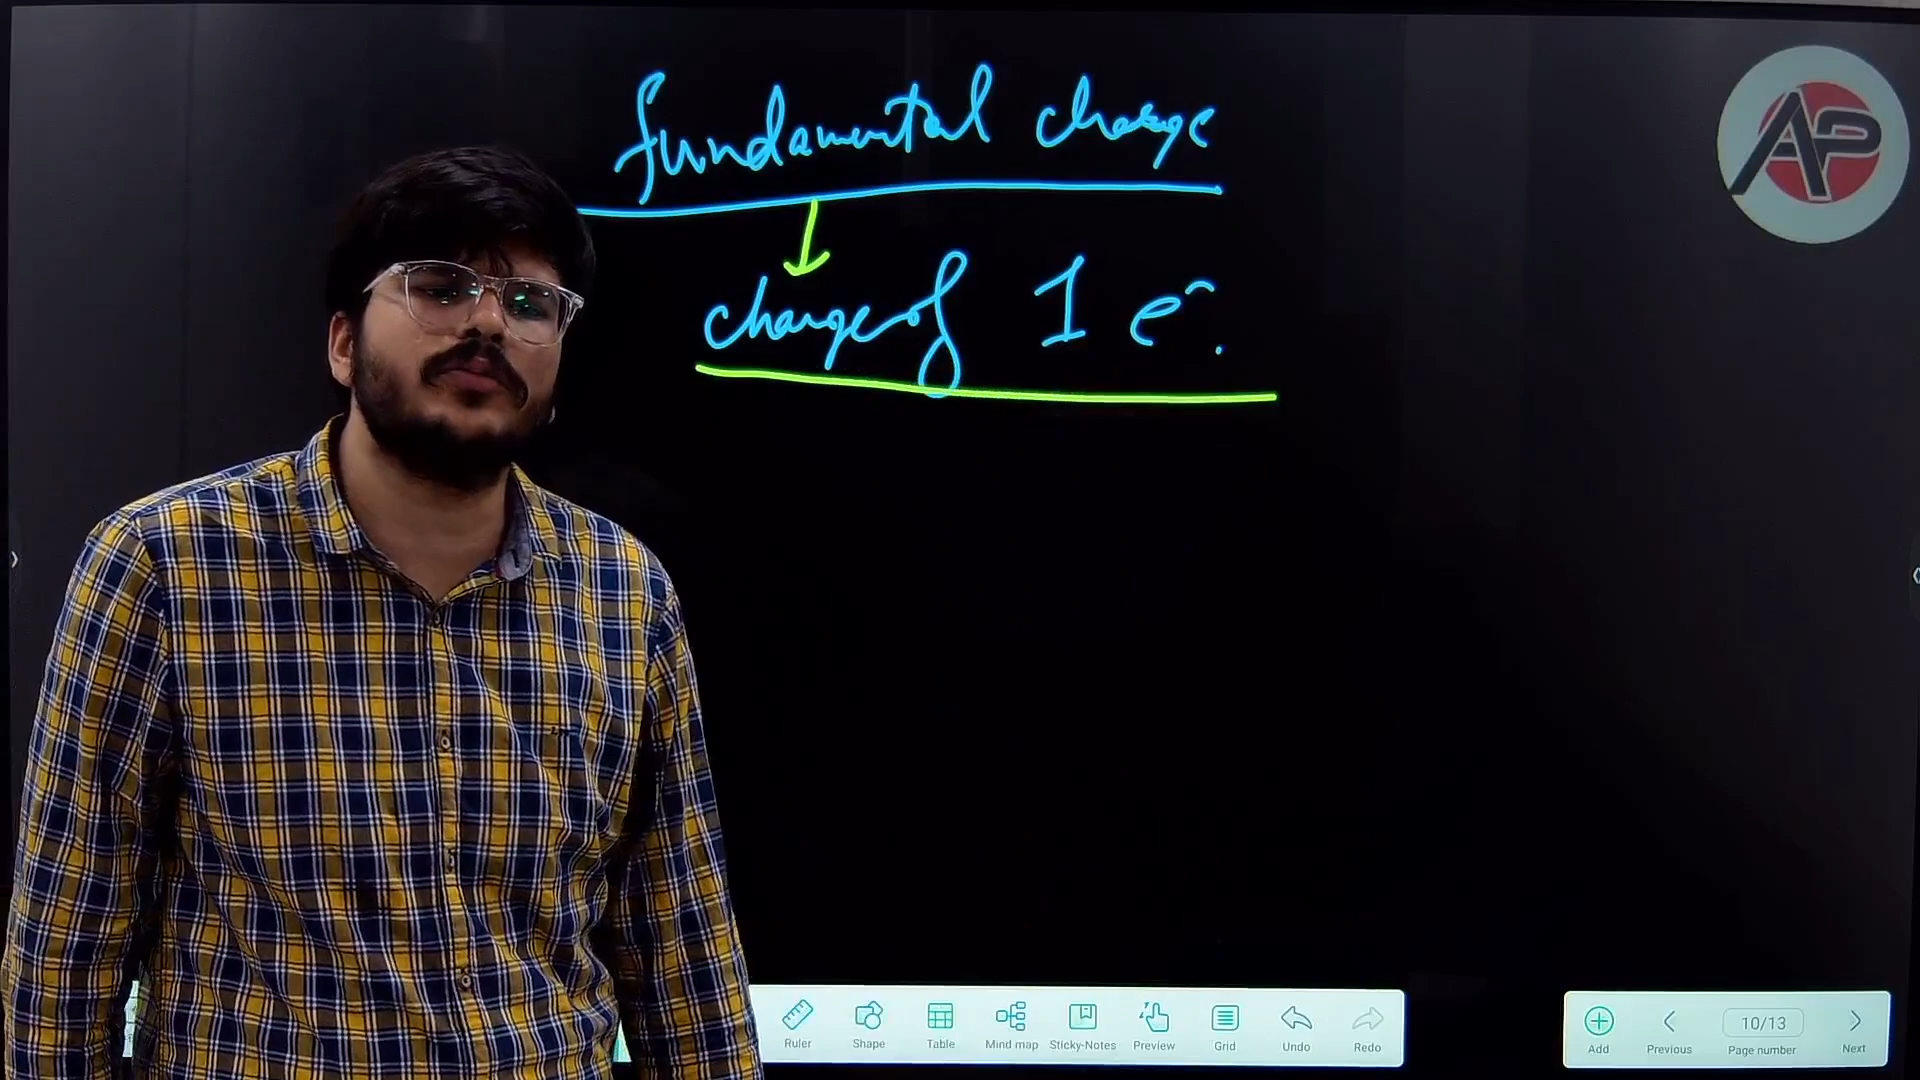 fundamental charge
charge of 1 e⁻.
AP
Ruler
Shape
Table
Mind map
Sticky-Notes
Preview
Grid
Undo
Redo
Add
Previous
10/13
Page number
Next